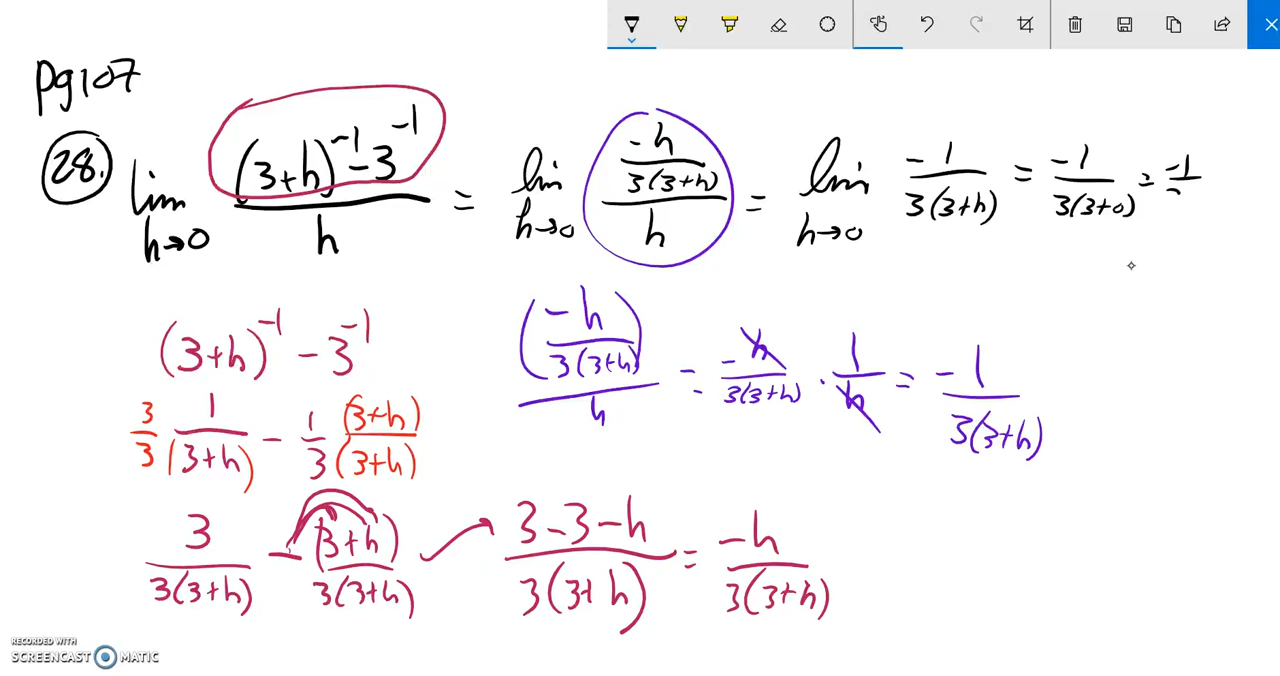 pg107
28. lim h→0 ((3+h)^-1 - 3^-1)/h = lim h→0 (-h/(3(3+h)))/h = lim h→0 -1/(3(3+h)) = -1/(3(3+0)) = -1/
(3+h)^-1 - 3^-1
3/3 · 1/(3+h) - 1/3 (3+h)/(3+h)
(-h/(3(3+h)))/h = -h/(3(3+h)) · 1/h = -1/(3(3+h))
3/(3(3+h)) - (3+h)/(3(3+h)) → (3-3-h)/(3(3+h)) = -h/(3(3+h))
RECORDED WITH
SCREENCAST MATIC